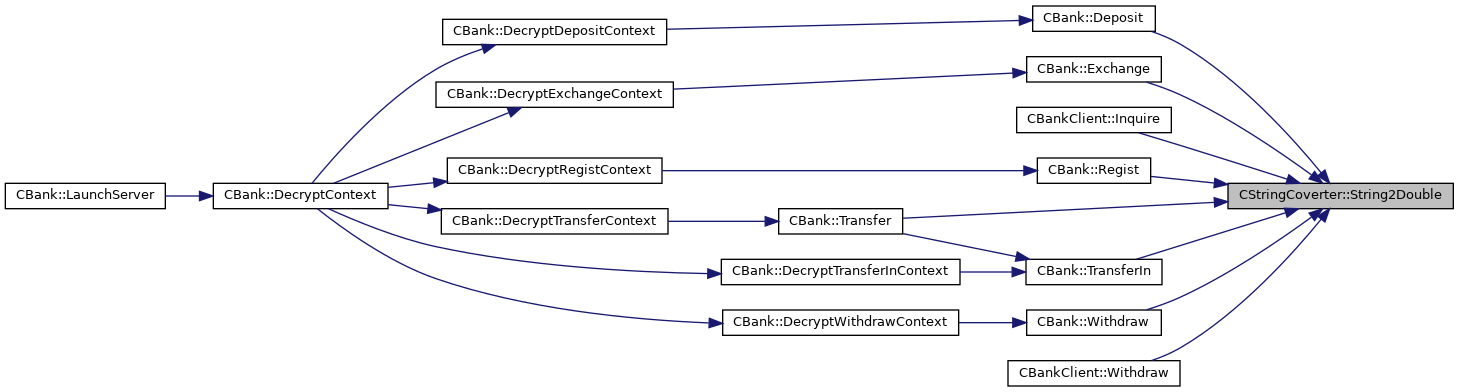 CBank::Deposit
CBank::DecryptDepositContext
CBank::Exchange
CBank::DecryptExchangeContext
CBankClient::Inquire
CBank::DecryptRegistContext
CBank::Regist
CBank::LaunchServer
CBank::DecryptContext
CStringCoverter::String2Double
CBank::DecryptTransferContext
CBank::Transfer
CBank::DecryptTransferInContext
CBank::TransferIn
CBank::DecryptWithdrawContext
CBank::Withdraw
CBankClient::Withdraw